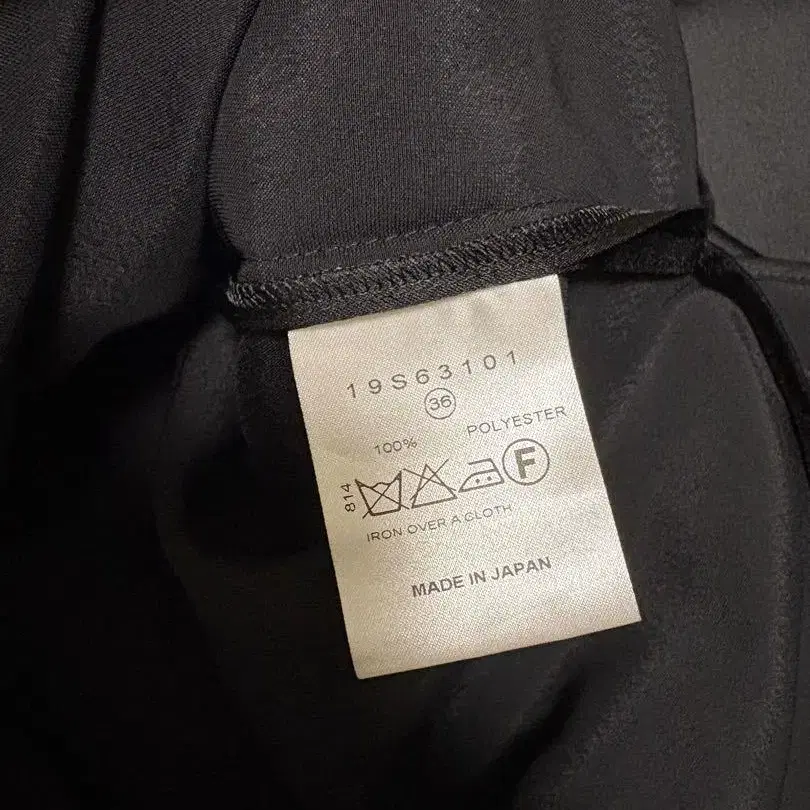 19S63101
36
100% POLYESTER
814
F
IRON OVER A CLOTH
MADE IN JAPAN